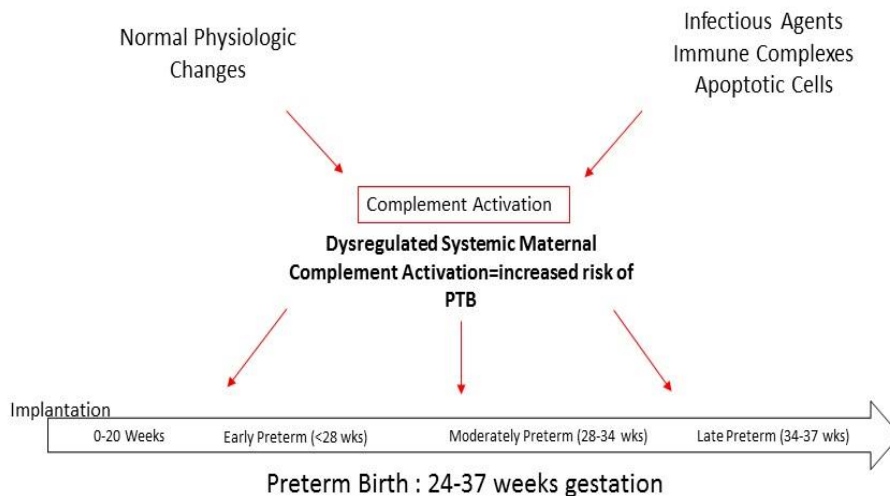 Normal Physiologic
Changes
Infectious Agents
Immune Complexes
Apoptotic Cells
Complement Activation
Dysregulated Systemic Maternal
Complement Activation=increased risk of
PTB
Implantation
0-20 Weeks
Early Preterm (<28 wks)
Moderately Preterm (28-34 wks)
Late Preterm (34-37 wks)
Preterm Birth : 24-37 weeks gestation